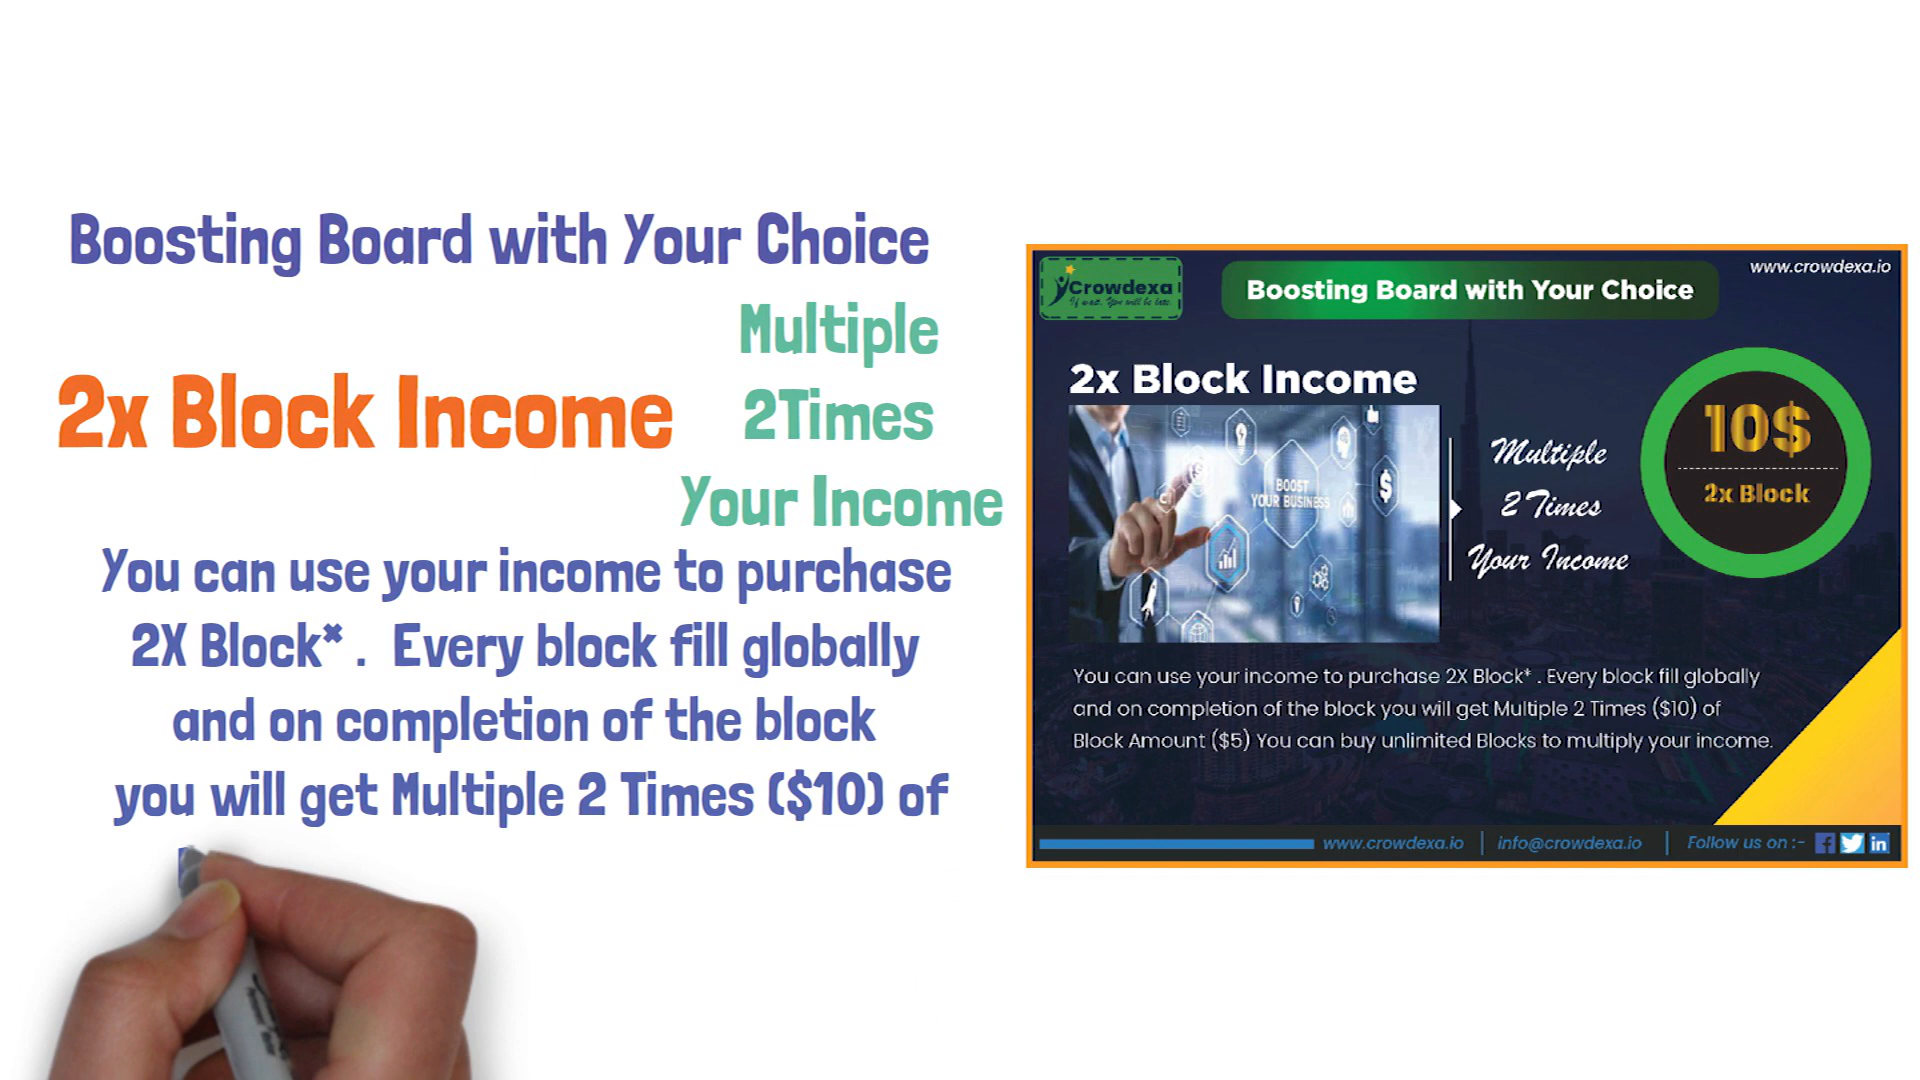 Boosting Board with Your Choice
Multiple
2x Block Income
2Times
Your Income
You can use your income to purchase
2X Block* . Every block fill globally
and on completion of the block
you will get Multiple 2 Times ($10) of
Crowdexa
Boosting Board with Your Choice
www.crowdexa.io
2x Block Income
BOOST
YOUR BUSINESS
Multiple
2 Times
Your Income
10$
2x Block
You can use your income to purchase 2X Block* . Every block fill globally
and on completion of the block you will get Multiple 2 Times ($10) of
Block Amount ($5) You can buy unlimited Blocks to multiply your income.
www.crowdexa.io
info@crowdexa.io
Follow us on :-